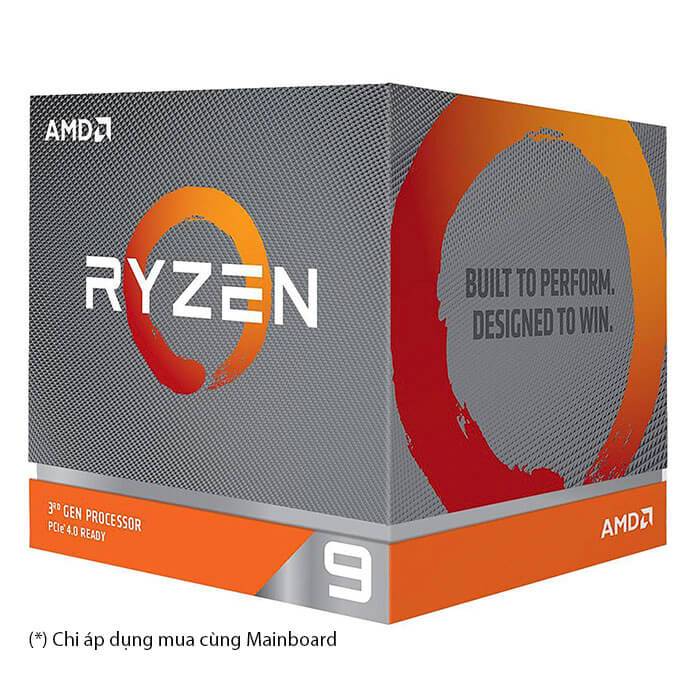 AMD
RYZEN
BUILT TO PERFORM.
DESIGNED TO WIN.
3RD GEN PROCESSOR
PCIe® 4.0 READY
9
AMD
(*) Chi áp dụng mua cùng Mainboard